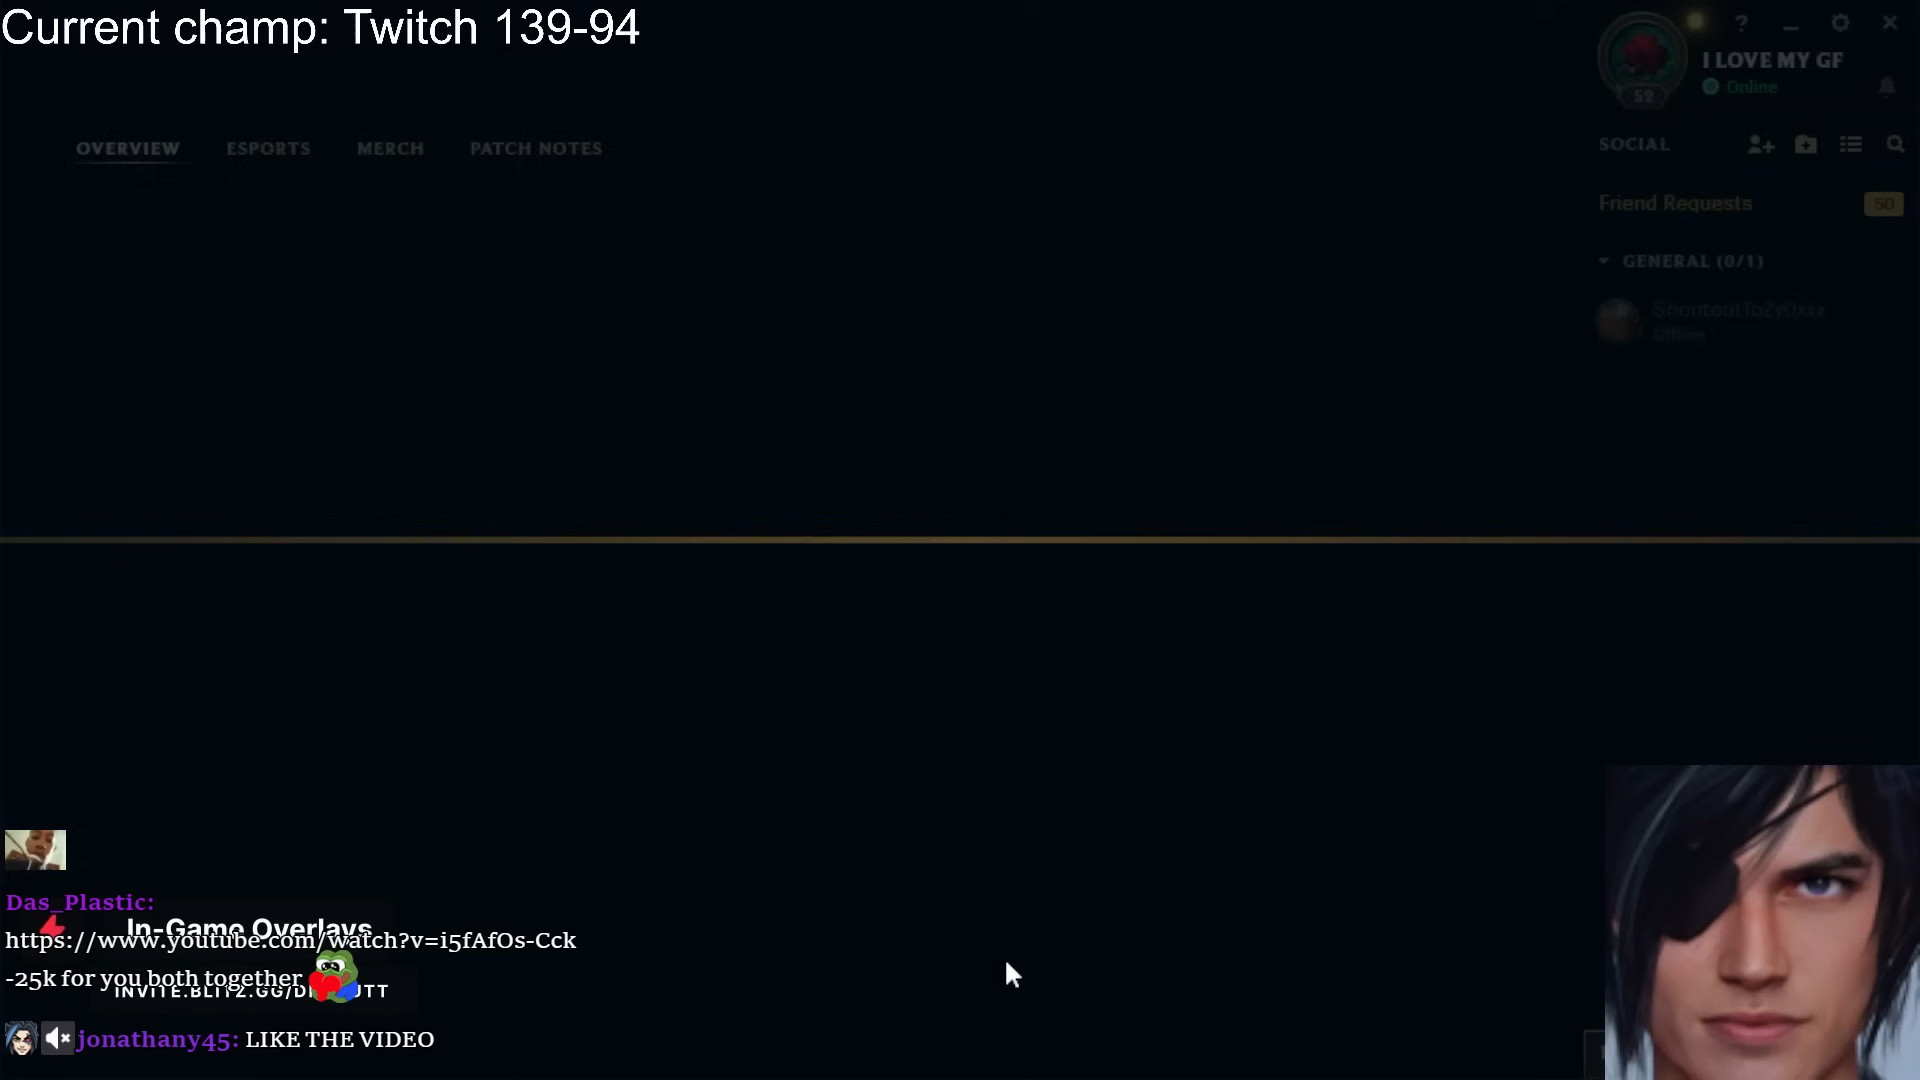 Current champ: Twitch 139-94
I LOVE MY GF
52
Online
OVERVIEW ESPORTS MERCH PATCH NOTES
SOCIAL
Friend Requests 50
GENERAL (0/1)
Offline
Das_Plastic:
In-Game Overlays
https://www.youtube.com/watch?v=i5fAfOs-Cck
-25k for you both together
jonathany45: LIKE THE VIDEO